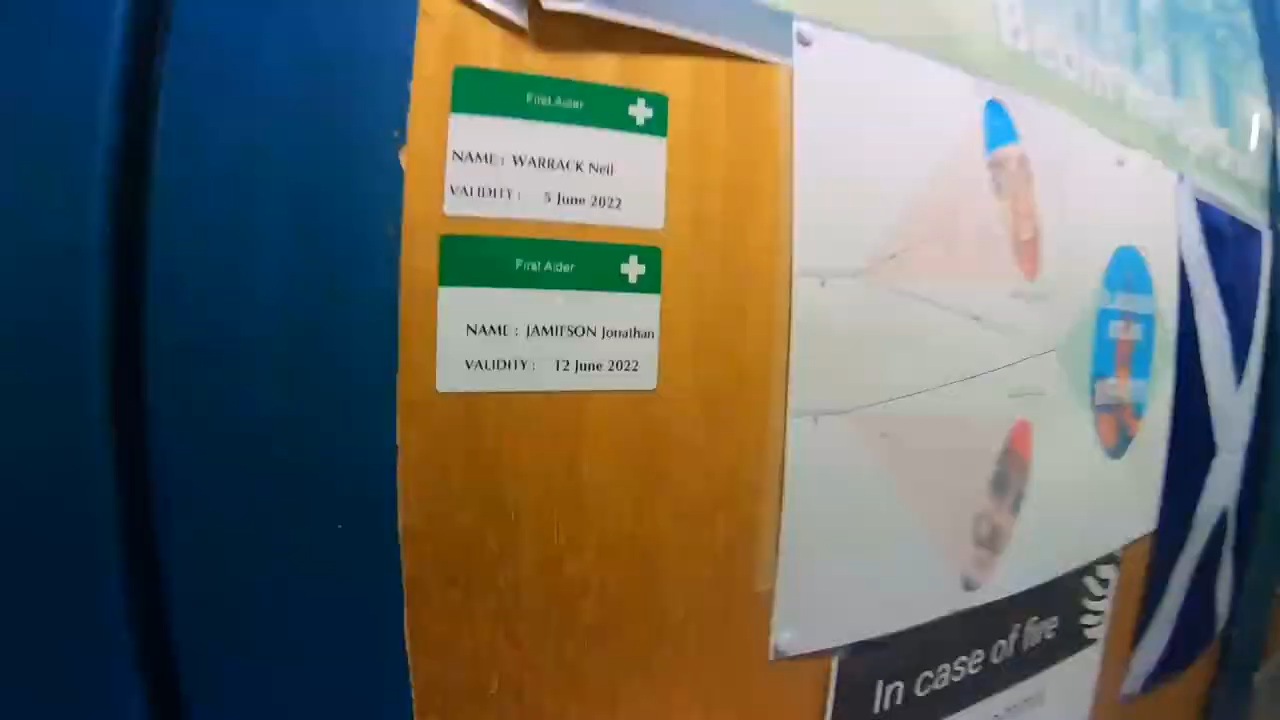 First Aider
NAME: WARRACK Neil
VALIDITY: 5 June 2022
First Aider
NAME: JAMIESON Jonathan
VALIDITY: 12 June 2022
In case of fire